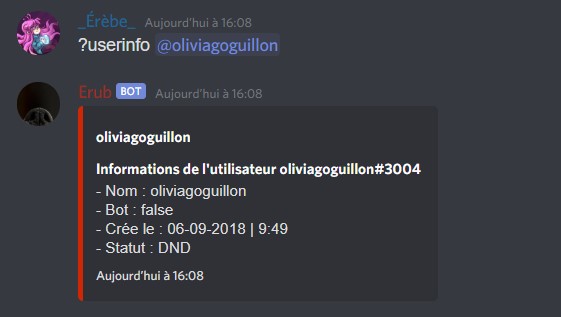 _Érèbe_ Aujourd'hui à 16:08
?userinfo @oliviagoguillon
Erub BOT Aujourd'hui à 16:08
oliviagoguillon
Informations de l'utilisateur oliviagoguillon#3004
- Nom : oliviagoguillon
- Bot : false
- Crée le : 06-09-2018 | 9:49
- Statut : DND
Aujourd'hui à 16:08